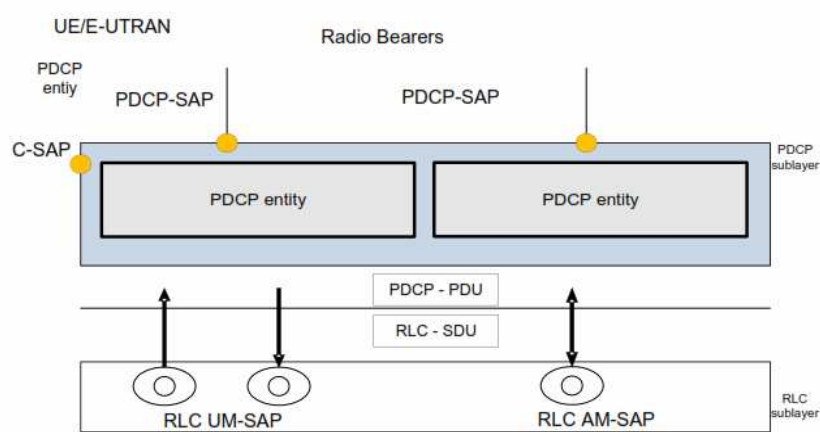 UE/E-UTRAN
Radio Bearers
PDCP
entiy
PDCP-SAP
PDCP-SAP
C-SAP
PDCP
sublayer
PDCP entity
PDCP entity
PDCP - PDU
RLC - SDU
RLC UM-SAP
RLC AM-SAP
RLC
sublayer